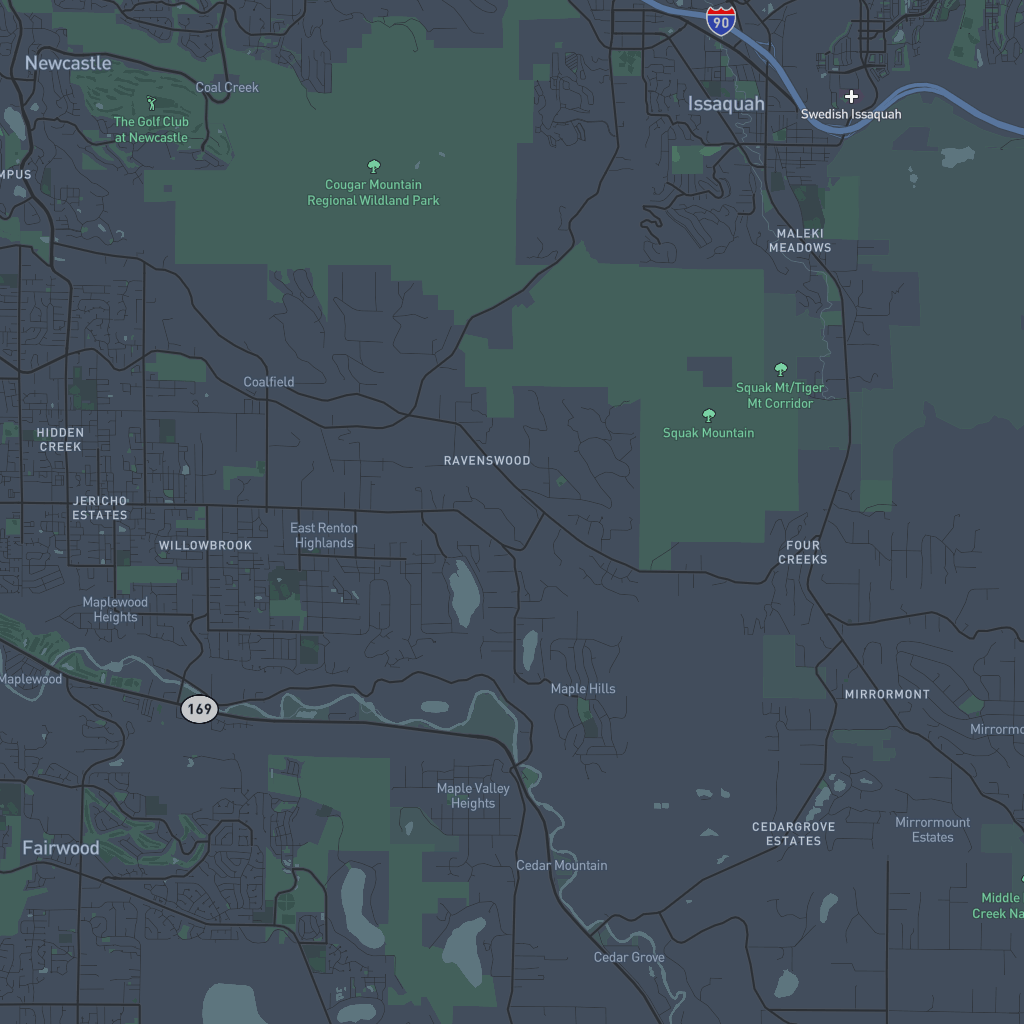 90
Newcastle
Coal Creek
The Golf Club
at Newcastle
Issaquah
Swedish Issaquah
MPUS
Cougar Mountain
Regional Wildland Park
MALEKI
MEADOWS
Coalfield
Squak Mt/Tiger
Mt Corridor
Squak Mountain
HIDDEN
CREEK
RAVENSWOOD
JERICHO
ESTATES
East Renton
Highlands
WILLOWBROOK
FOUR
CREEKS
Maplewood
Heights
Maplewood
Maple Hills
MIRRORMONT
169
Mirrormo
Maple Valley
Heights
Fairwood
CEDARGROVE
ESTATES
Mirrormount
Estates
Cedar Mountain
Middle
Creek Na
Cedar Grove